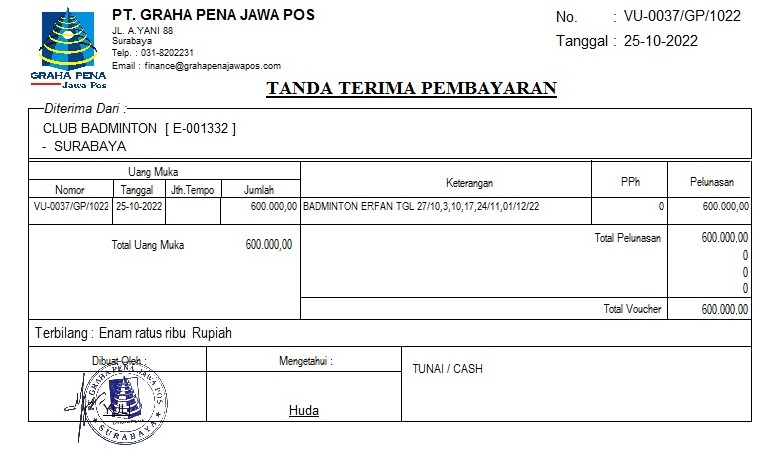 GRAHA PENA
Jawa Pos
PT. GRAHA PENA JAWA POS
JL. A.YANI 88
Surabaya
Telp. : 031-8202231
Email : finance@grahapenajawapos.com
No. : VU-0037/GP/1022
Tanggal : 25-10-2022
TANDA TERIMA PEMBAYARAN
Diterima Dari :
CLUB BADMINTON [ E-001332 ]
- SURABAYA
Uang Muka Keterangan PPh Pelunasan
Nomor Tanggal Jth.Tempo Jumlah
VU-0037/GP/1022 25-10-2022 600.000,00 BADMINTON ERFAN TGL 27/10,3,10,17,24/11,01/12/22 0 600.000,00
Total Uang Muka 600.000,00 Total Pelunasan 600.000,00
0
0
0
Total Voucher 600.000,00
Terbilang : Enam ratus ribu Rupiah
Dibuat Oleh : Mengetahui : TUNAI / CASH
PT. GRAHA PENA JAWA POS
SURABAYA
Huda